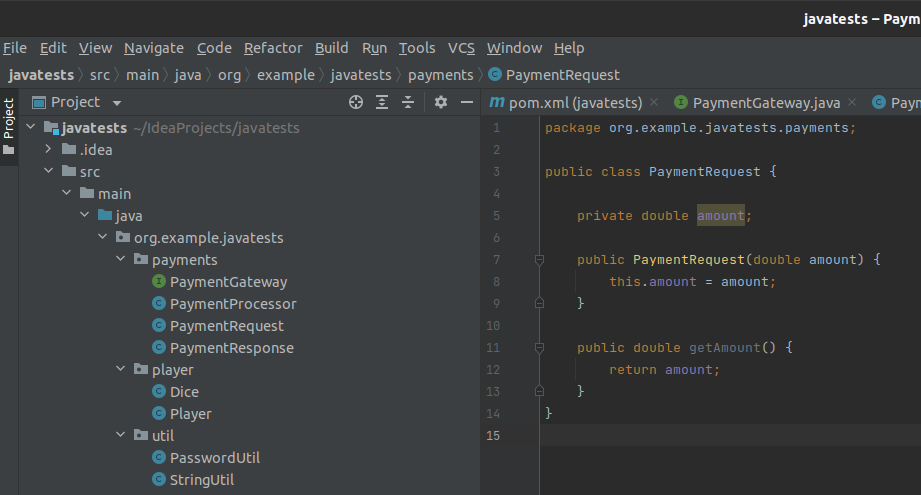 javatests – Paym
File Edit View Navigate Code Refactor Build Run Tools VCS Window Help
javatests src main java org example javatests payments PaymentRequest
Project
Project
pom.xml (javatests)
PaymentGateway.java
Paym
javatests ~/IdeaProjects/javatests
.idea
src
main
java
org.example.javatests
payments
PaymentGateway
PaymentProcessor
PaymentRequest
PaymentResponse
player
Dice
Player
util
PasswordUtil
StringUtil
1 package org.example.javatests.payments;
2
3 public class PaymentRequest {
4
5 private double amount;
6
7 public PaymentRequest(double amount) {
8 this.amount = amount;
9 }
10
11 public double getAmount() {
12 return amount;
13 }
14 }
15